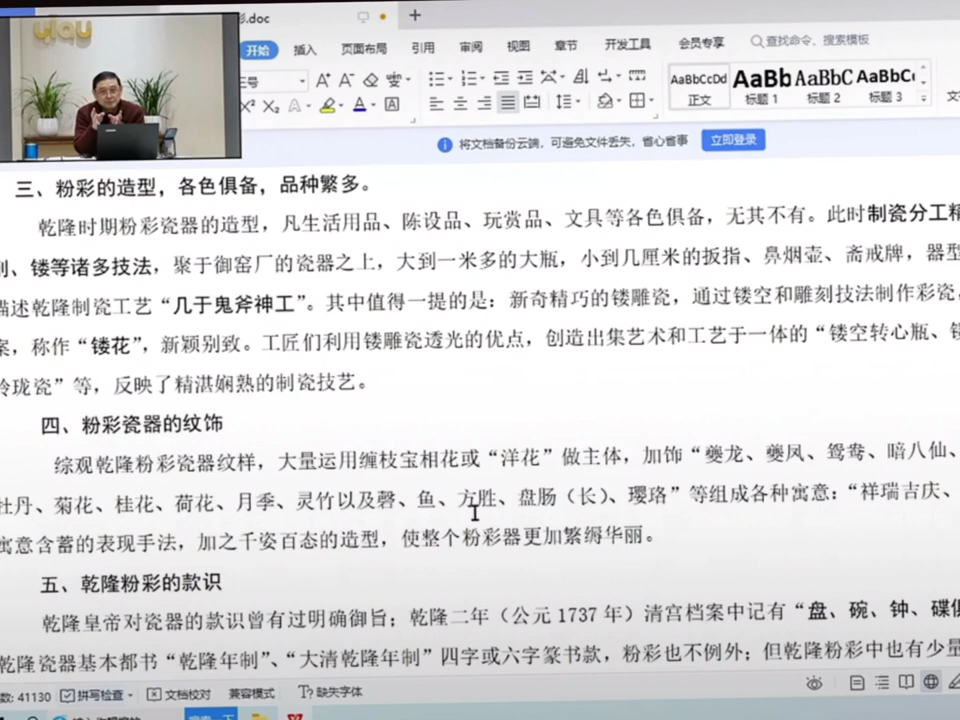 yiqu
.doc
开始 插入 页面布局 引用 审阅 视图 章节 开发工具 会员专享 查找命令、搜索模板
AaBbCcDd AaBb AaBbC AaBbC
正文 标题 1 标题 2 标题 3
将文档备份云端，可避免文件丢失，省心省事 立即登录
三、粉彩的造型，各色俱备，品种繁多。
乾隆时期粉彩瓷器的造型，凡生活用品、陈设品、玩赏品、文具等各色俱备，无其不有。此时制瓷分工精
、镂等诸多技法，聚于御窑厂的瓷器之上，大到一米多的大瓶，小到几厘米的扳指、鼻烟壶、斋戒牌，器型
描述乾隆制瓷工艺“几于鬼斧神工”。其中值得一提的是：新奇精巧的镂雕瓷，通过镂空和雕刻技法制作彩瓷，
案，称作“镂花”，新颖别致。工匠们利用镂雕瓷透光的优点，创造出集艺术和工艺于一体的“镂空转心瓶、镂
玲珑瓷”等，反映了精湛娴熟的制瓷技艺。
四、粉彩瓷器的纹饰
综观乾隆粉彩瓷器纹样，大量运用缠枝宝相花或“洋花”做主体，加饰“夔龙、夔凤、鸳鸯、暗八仙、
牡丹、菊花、桂花、荷花、月季、灵竹以及磬、鱼、方胜、盘肠（长）、璎珞”等组成各种寓意：“祥瑞吉庆、
寓意含蓄的表现手法，加之千姿百态的造型，使整个粉彩器更加繁缛华丽。
五、乾隆粉彩的款识
乾隆皇帝对瓷器的款识曾有过明确御旨；乾隆二年（公元 1737 年）清宫档案中记有“盘、碗、钟、碟俱
乾隆瓷器基本都书“乾隆年制”、“大清乾隆年制”四字或六字篆书款，粉彩也不例外；但乾隆粉彩中也有少量
数: 41130 拼写检查 文档校对 兼容模式 缺失字体